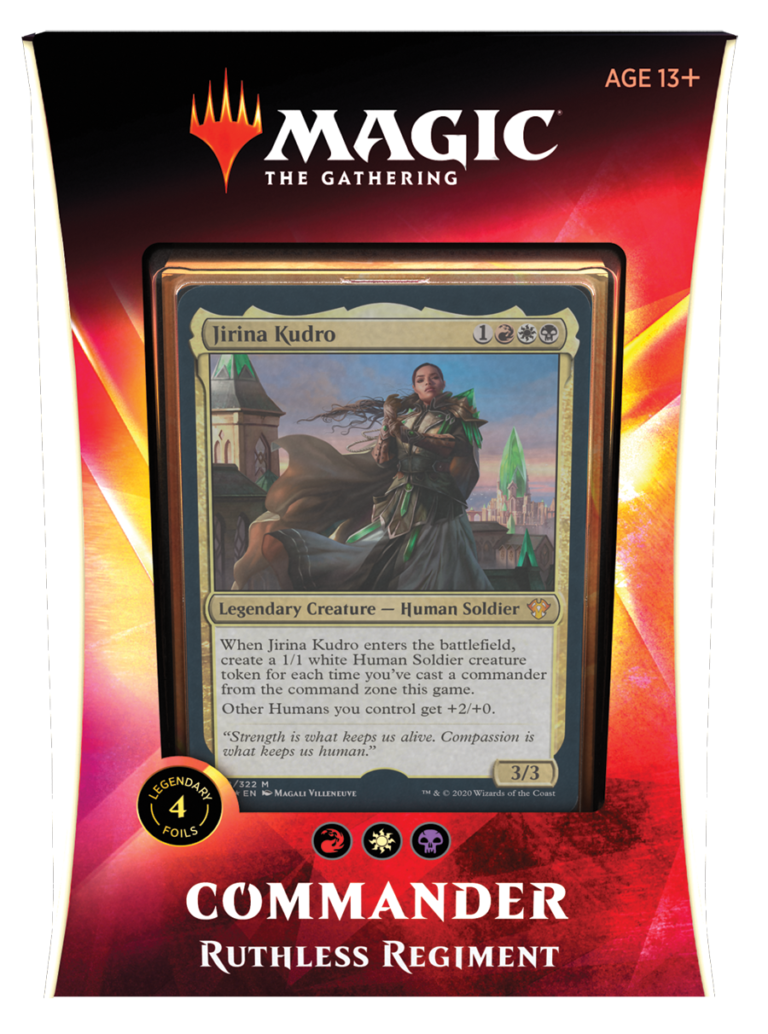 AGE 13+
MAGIC
THE GATHERING
Jirina Kudro
1
Legendary Creature — Human Soldier
When Jirina Kudro enters the battlefield,
create a 1/1 white Human Soldier creature
token for each time you've cast a commander
from the command zone this game.
Other Humans you control get +2/+0.
“Strength is what keeps us alive. Compassion is
what keeps us human.”
3/3
/322 M
EN Magali Villeneuve
™ & © 2020 Wizards of the Coast
LEGENDARY
4
FOILS
COMMANDER
RUTHLESS REGIMENT